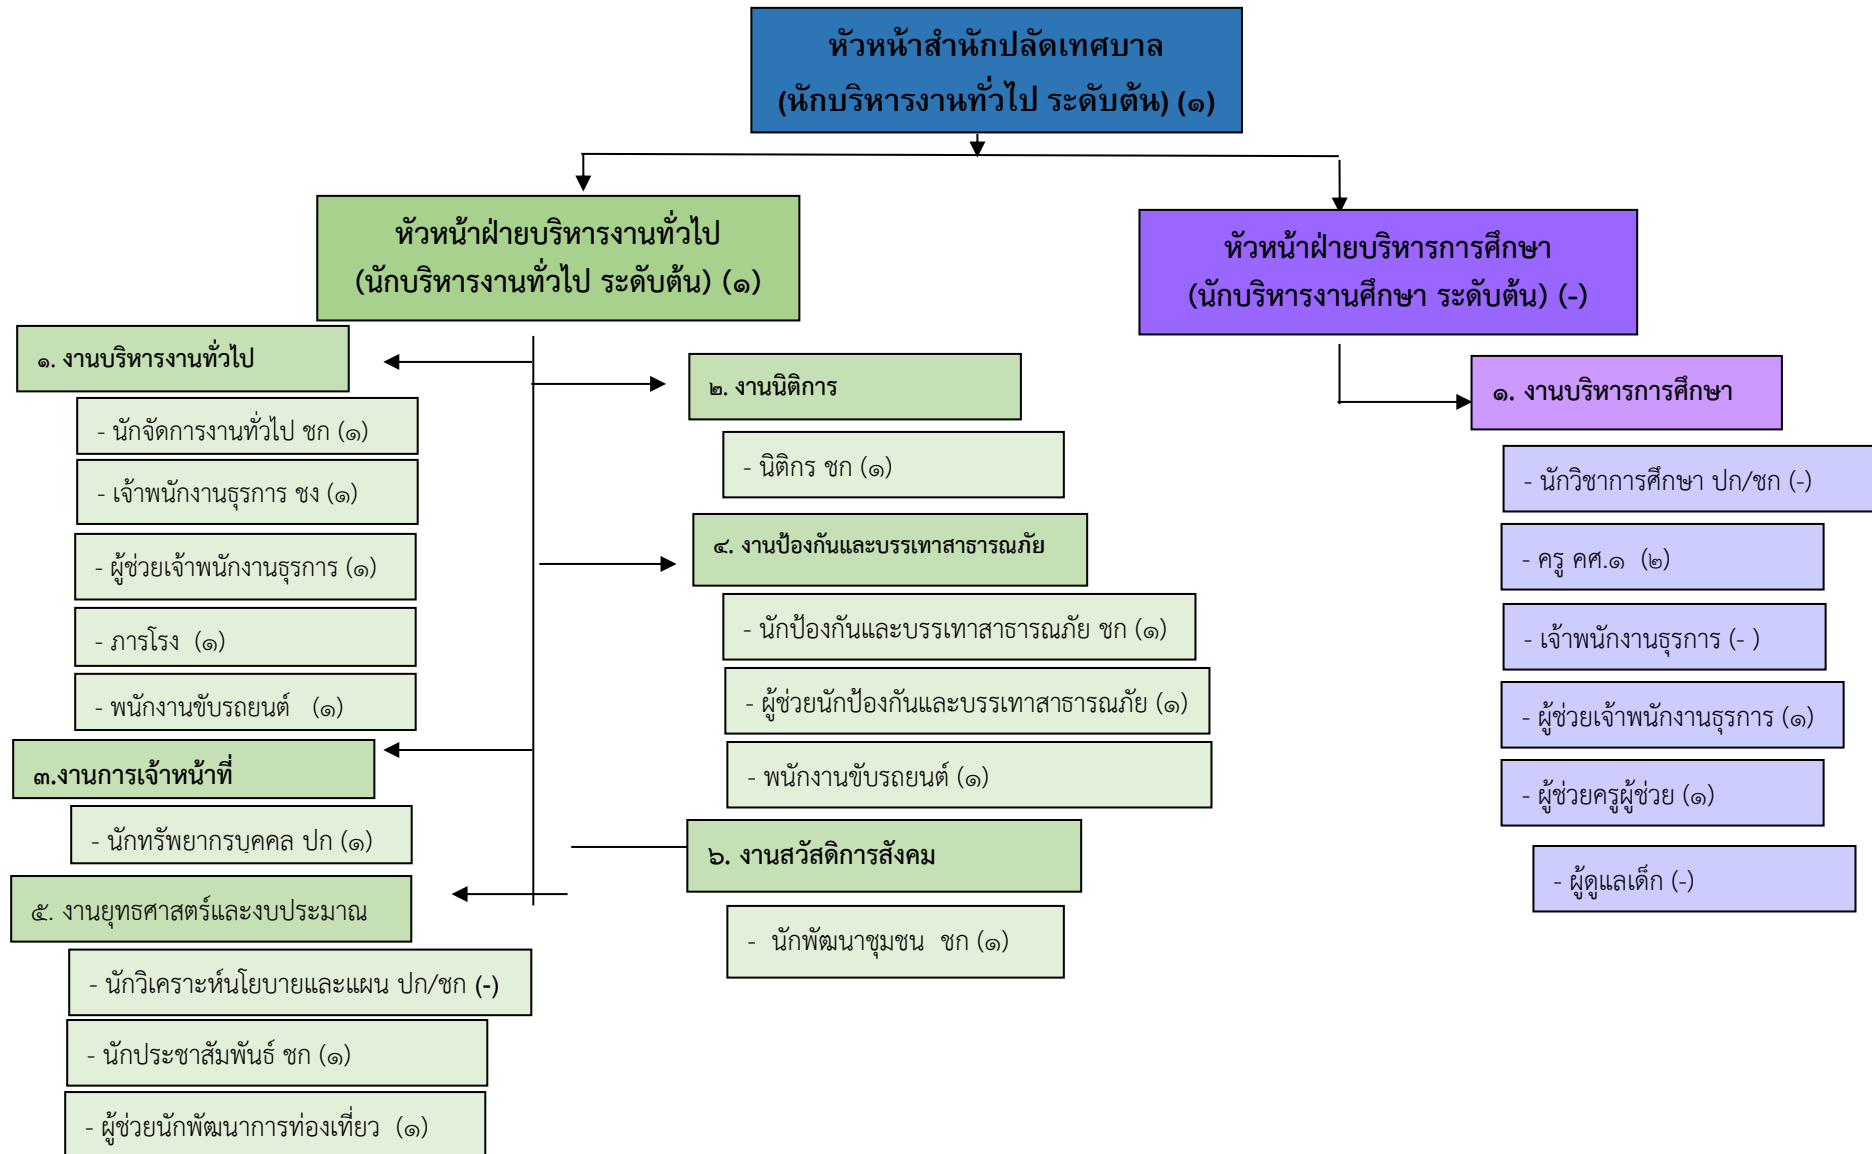 หัวหน้าสำนักปลัดเทศบาล
(นักบริหารงานทั่วไป ระดับต้น) (๑)
หัวหน้าฝ่ายบริหารงานทั่วไป
(นักบริหารงานทั่วไป ระดับต้น) (๑)
หัวหน้าฝ่ายบริหารการศึกษา
(นักบริหารงานศึกษา ระดับต้น) (-)
๑. งานบริหารงานทั่วไป
- นักจัดการงานทั่วไป ชก (๑)
- เจ้าพนักงานธุรการ ชง (๑)
- ผู้ช่วยเจ้าพนักงานธุรการ (๑)
- ภารโรง (๑)
- พนักงานขับรถยนต์ (๑)
๓.งานการเจ้าหน้าที่
- นักทรัพยากรบุคคล ปก (๑)
๕. งานยุทธศาสตร์และงบประมาณ
- นักวิเคราะห์นโยบายและแผน ปก/ชก (-)
- นักประชาสัมพันธ์ ชก (๑)
- ผู้ช่วยนักพัฒนาการท่องเที่ยว (๑)
๒. งานนิติการ
- นิติกร ชก (๑)
๔. งานป้องกันและบรรเทาสาธารณภัย
- นักป้องกันและบรรเทาสาธารณภัย ชก (๑)
- ผู้ช่วยนักป้องกันและบรรเทาสาธารณภัย (๑)
- พนักงานขับรถยนต์ (๑)
๖. งานสวัสดิการสังคม
- นักพัฒนาชุมชน ชก (๑)
๑. งานบริหารการศึกษา
- นักวิชาการศึกษา ปก/ชก (-)
- ครู คศ.๑ (๒)
- เจ้าพนักงานธุรการ (- )
- ผู้ช่วยเจ้าพนักงานธุรการ (๑)
- ผู้ช่วยครูผู้ช่วย (๑)
- ผู้ดูแลเด็ก (-)